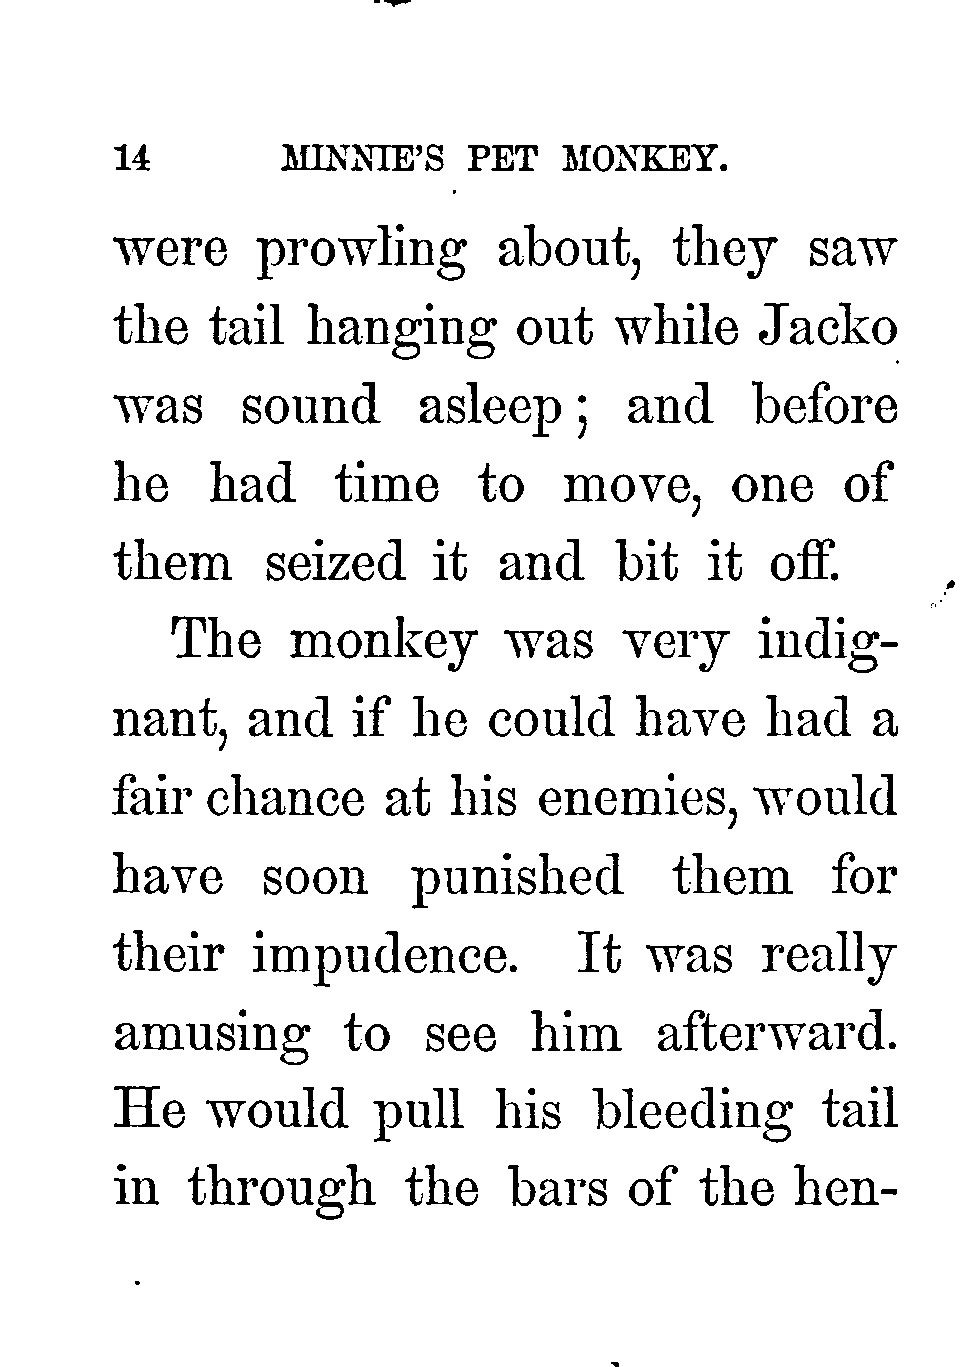 14 MINNIE'S PET MONKEY.
were prowling about, they saw
the tail hanging out while Jacko
was sound asleep; and before
he had time to move, one of
them seized it and bit it off.
The monkey was very indig-
nant, and if he could have had a
fair chance at his enemies, would
have soon punished them for
their impudence. It was really
amusing to see him afterward.
He would pull his bleeding tail
in through the bars of the hen-